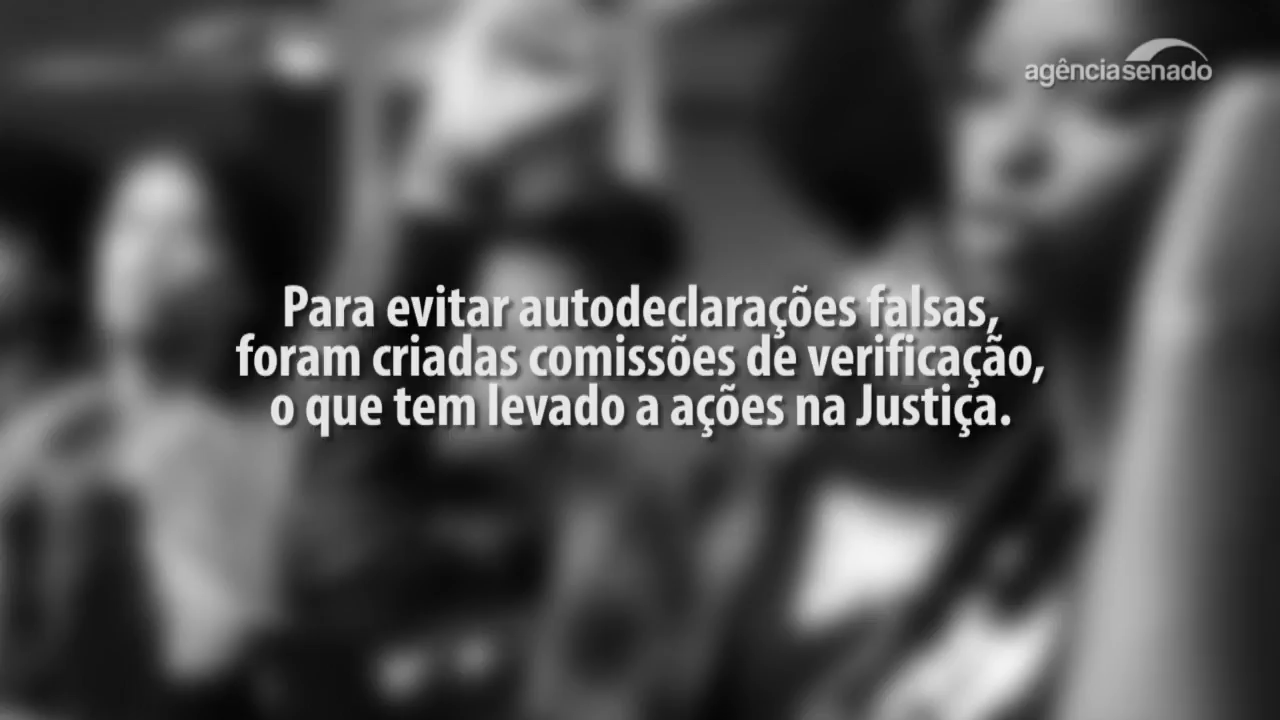 agênciasenado
Para evitar autodeclarações falsas,
foram criadas comissões de verificação,
o que tem levado a ações na Justiça.